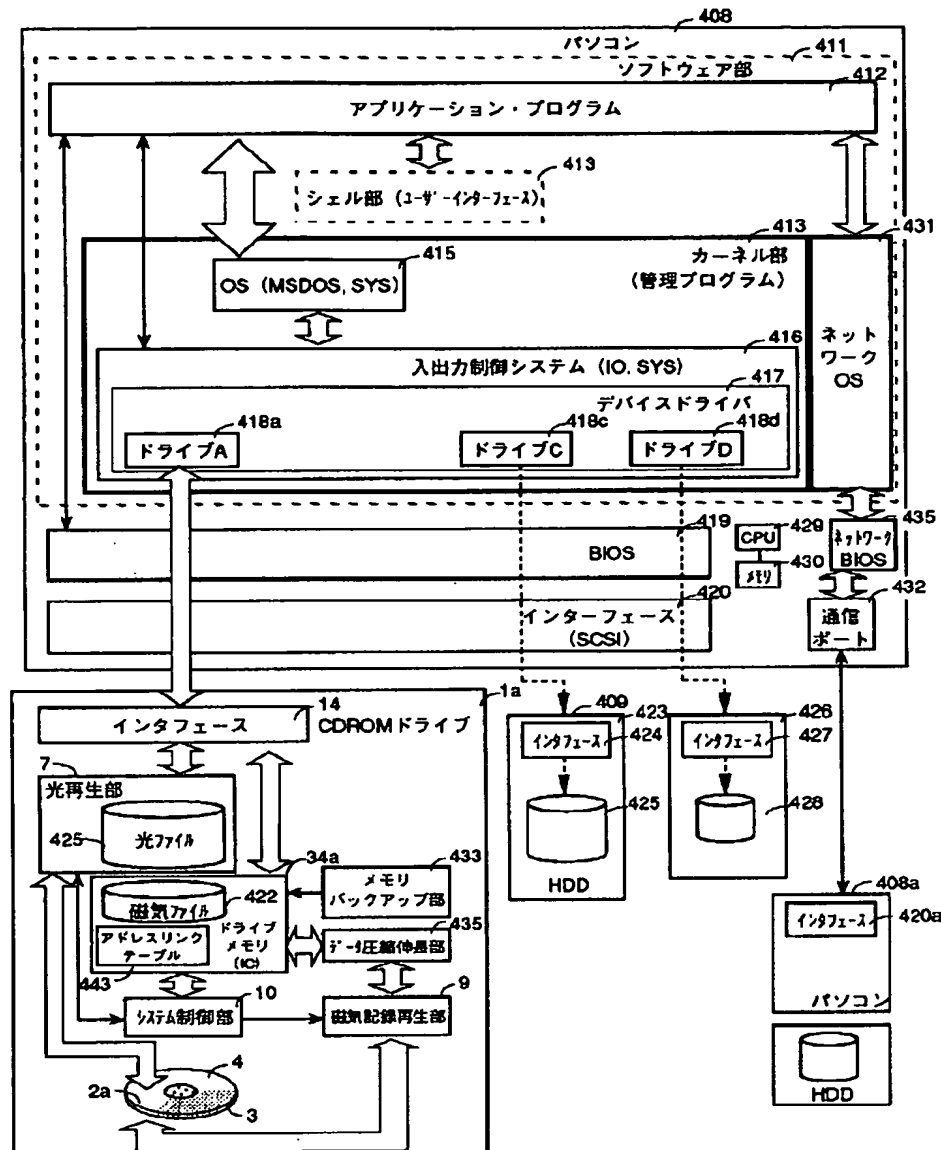 408
パソコン
411
ソフトウェア部
412
アプリケーション・プログラム
413
シェル部 (ユーザーインターフェース)
413
431
カーネル部
(管理プログラム)
415
OS (MSDOS, SYS)
ネット
ワーク
OS
416
入出力制御システム (IO. SYS)
417
デバイスドライバ
418a
418c
418d
ドライブA
ドライブC
ドライブD
419
BIOS
CPU
429
メモリ
430
435
ネットワーク
BIOS
420
インターフェース
(SCSI)
432
通信
ポート
1a
14
インタフェース
CDROMドライブ
409
423
インタフェース
424
425
HDD
426
インタフェース
427
428
7
光再生部
425
光ファイル
34a
433
メモリ
バックアップ部
422
磁気ファイル
アドレスリンク
テーブル
ドライブ
メモリ
(IC)
443
435
データ圧縮伸長部
10
システム制御部
9
磁気記録再生部
408a
インタフェース
420a
パソコン
HDD
4
2a
3